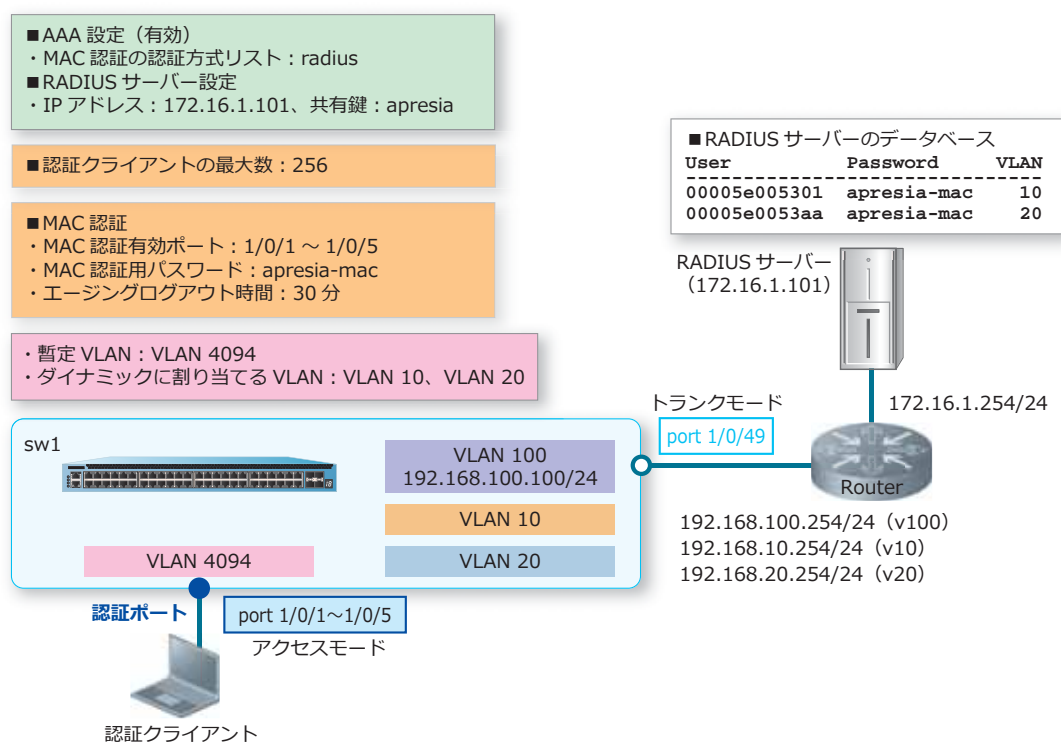 ■AAA 設定（有効）
・MAC 認証の認証方式リスト：radius
■RADIUS サーバー設定
・IP アドレス：172.16.1.101、共有鍵：apresia
■認証クライアントの最大数：256
■MAC 認証
・MAC 認証有効ポート：1/0/1 ～ 1/0/5
・MAC 認証用パスワード：apresia-mac
・エージングログアウト時間：30 分
・暫定 VLAN：VLAN 4094
・ダイナミックに割り当てる VLAN：VLAN 10、VLAN 20
■RADIUS サーバーのデータベース
User Password VLAN
--------------------------------
00005e005301 apresia-mac 10
00005e0053aa apresia-mac 20
RADIUS サーバー
（172.16.1.101）
トランクモード
port 1/0/49
172.16.1.254/24
Router
192.168.100.254/24（v100）
192.168.10.254/24（v10）
192.168.20.254/24（v20）
sw1
VLAN 100
192.168.100.100/24
VLAN 10
VLAN 20
VLAN 4094
認証ポート
port 1/0/1～1/0/5
アクセスモード
認証クライアント